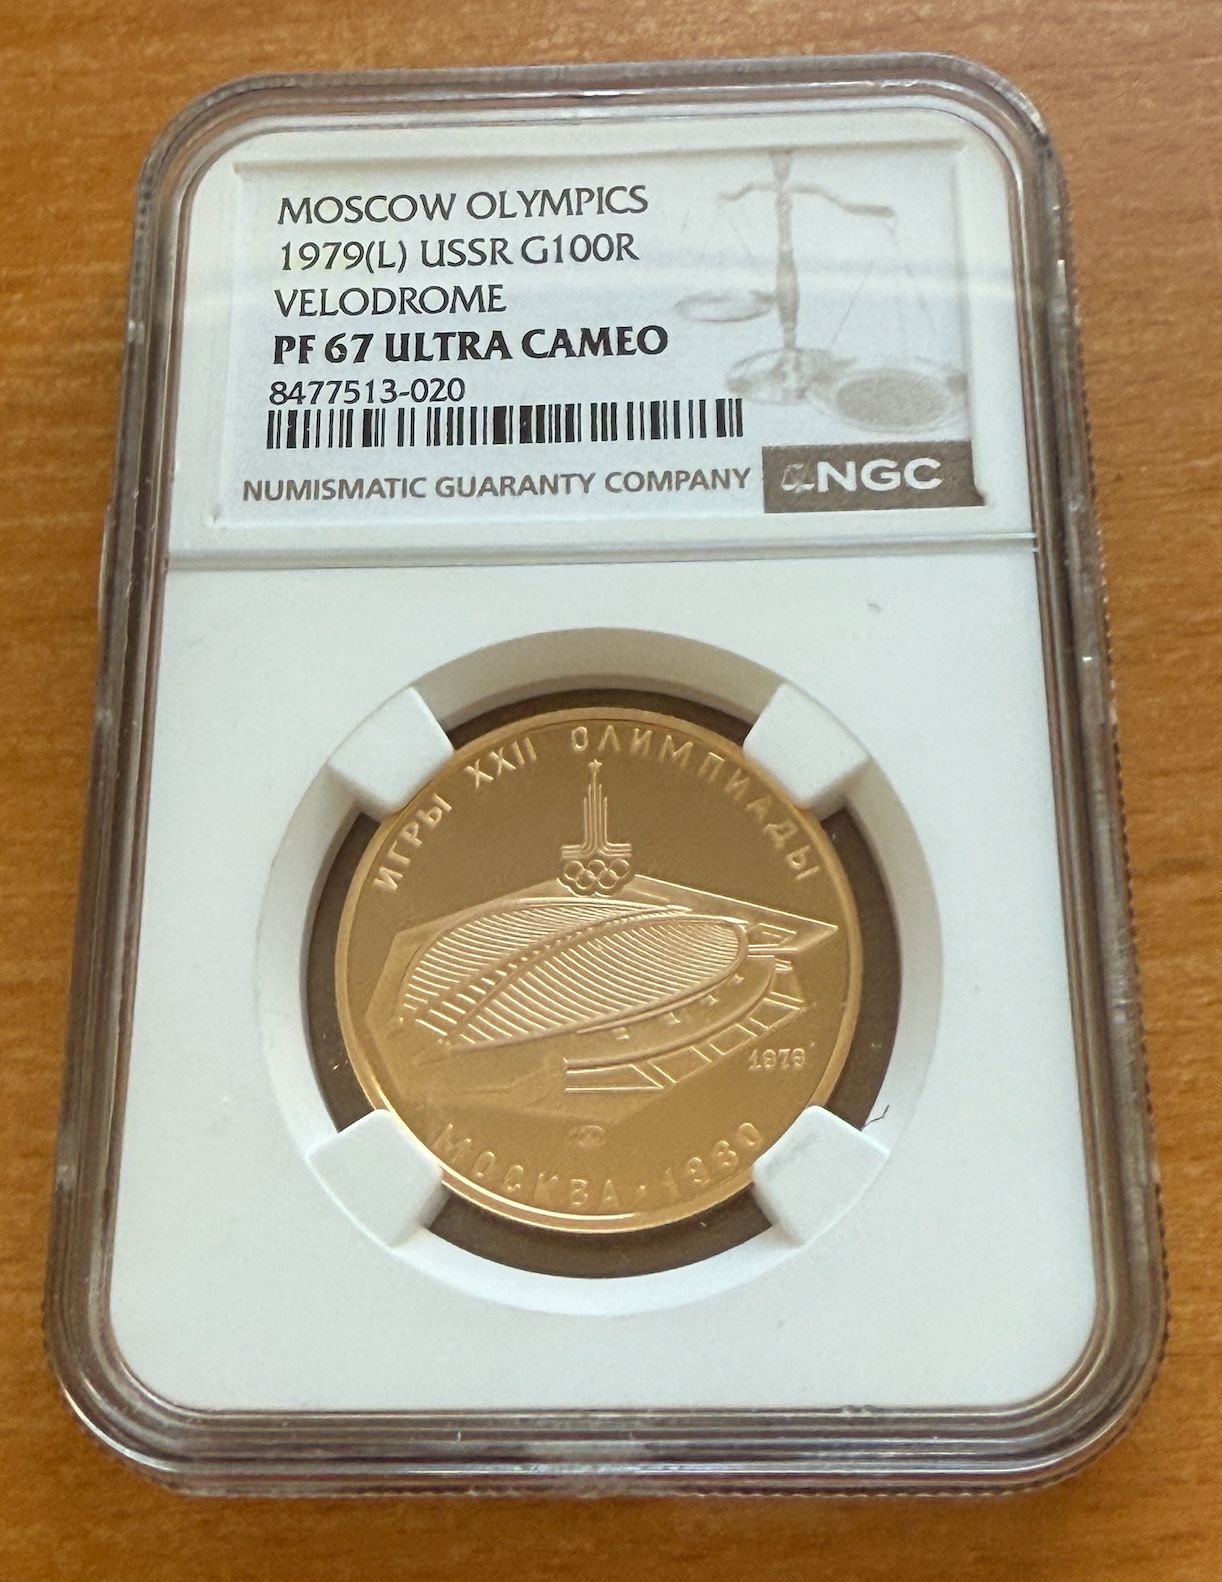 MOSCOW OLYMPICS
1979(L) USSR G100R
VELODROME
PF 67 ULTRA CAMEO
8477513-020
NUMISMATIC GUARANTY COMPANY
NGC
ИГРЫ XXII ОЛИМПИАДЫ
1979
МОСКВА · 1980